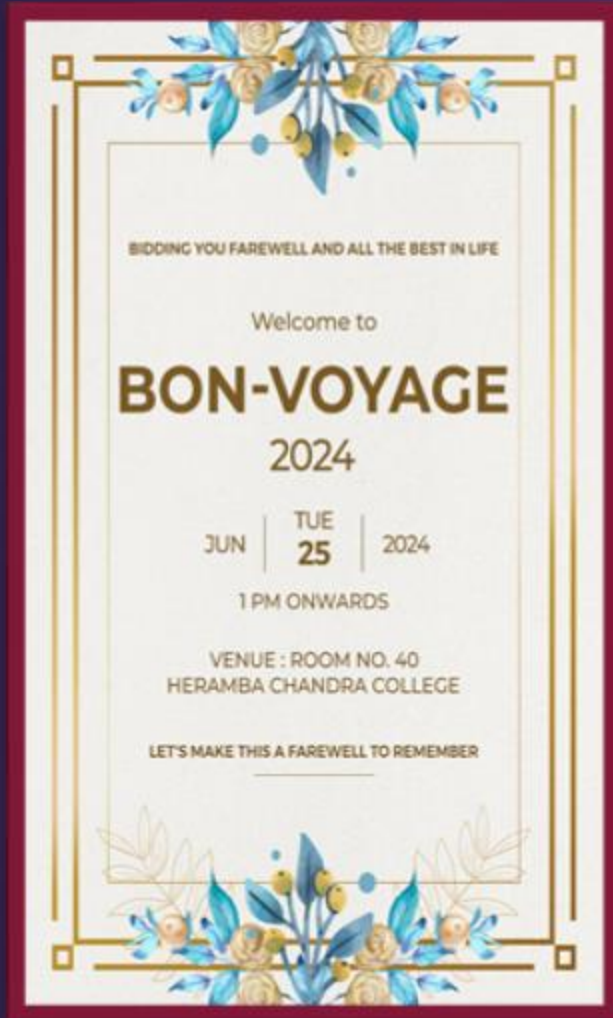 BIDDING YOU FAREWELL AND ALL THE BEST IN LIFE
Welcome to
BON-VOYAGE
2024
JUN
TUE
25
2024
1 PM ONWARDS
VENUE : ROOM NO. 40
HERAMBA CHANDRA COLLEGE
LET'S MAKE THIS A FAREWELL TO REMEMBER